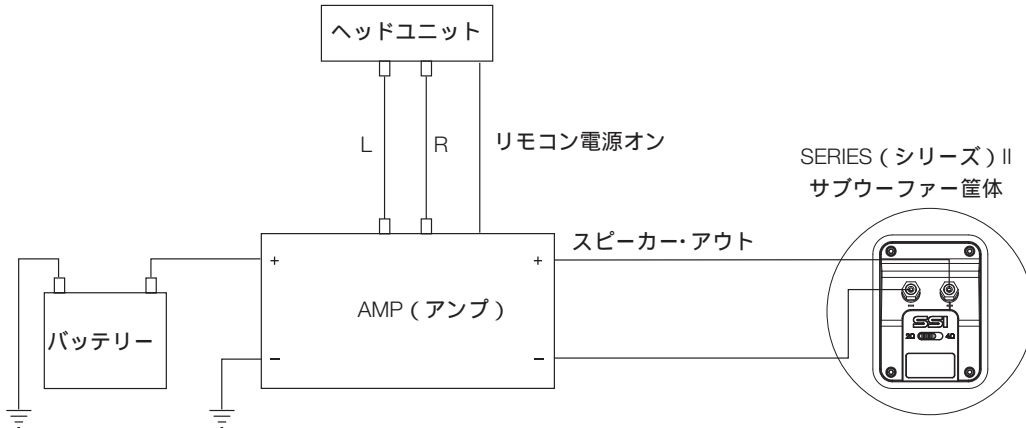 ヘッドユニット
L
R
リモコン電源オン
SERIES（シリーズ）II
サブウーファー筐体
スピーカー・アウト
+
+
AMP（アンプ）
バッテリー
−
−
−
+
SSI
2Ω 4Ω